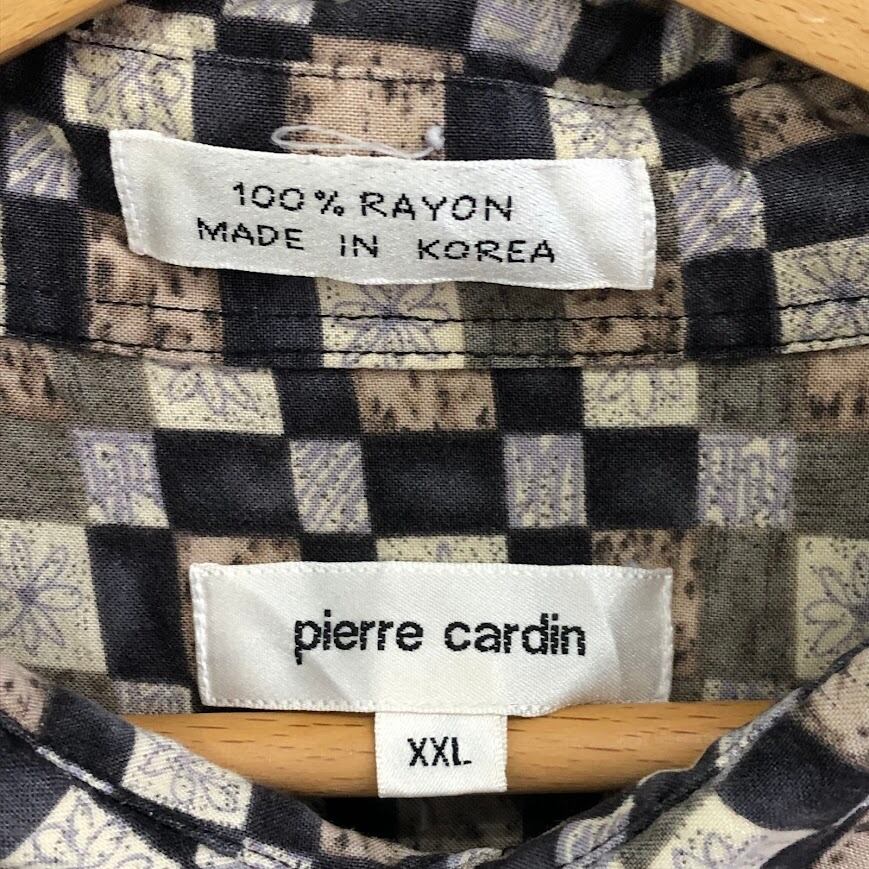 100% RAYON
MADE IN KOREA
pierre cardin
XXL